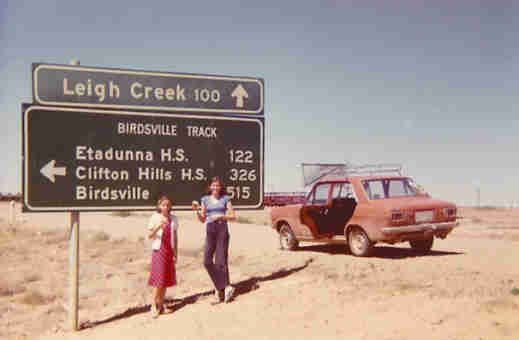 Leigh Creek 100
BIRDSVILLE TRACK
Etadunna H.S. 122
Clifton Hills H.S. 326
Birdsville 515